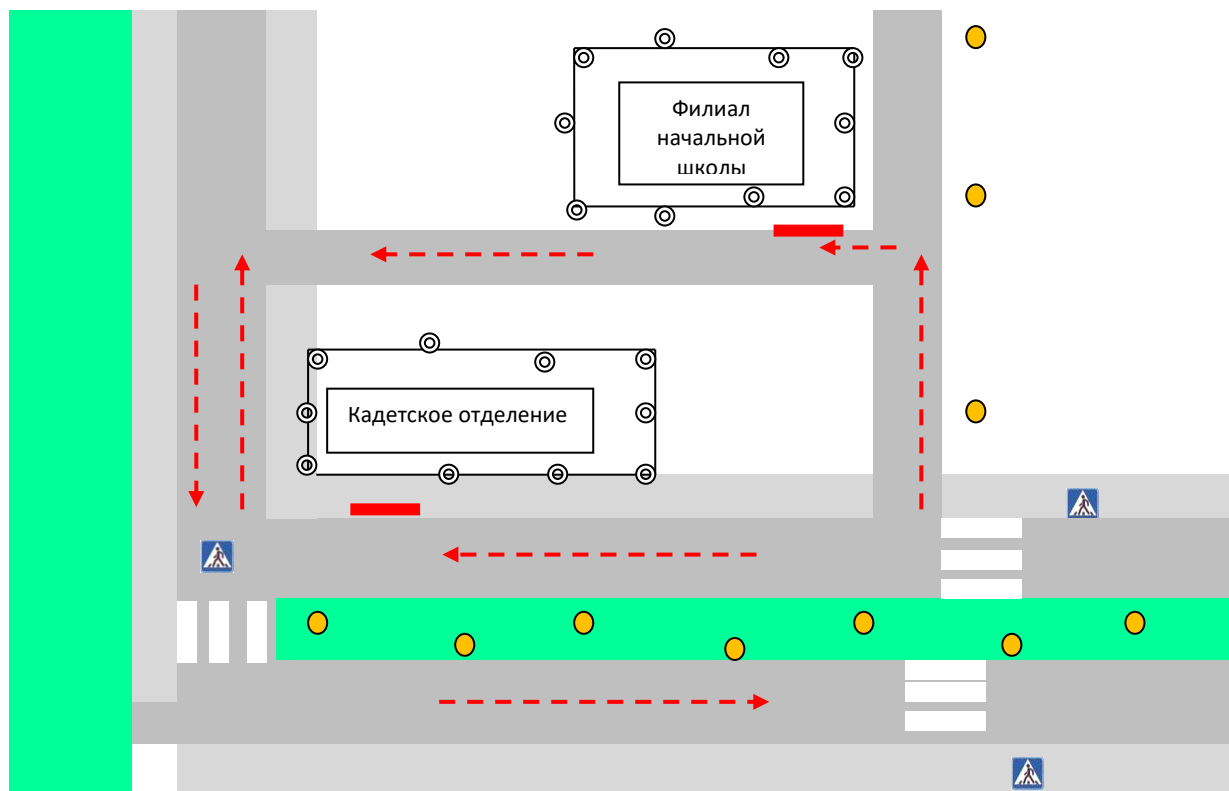 Филиал
начальной
школы
Кадетское отделение